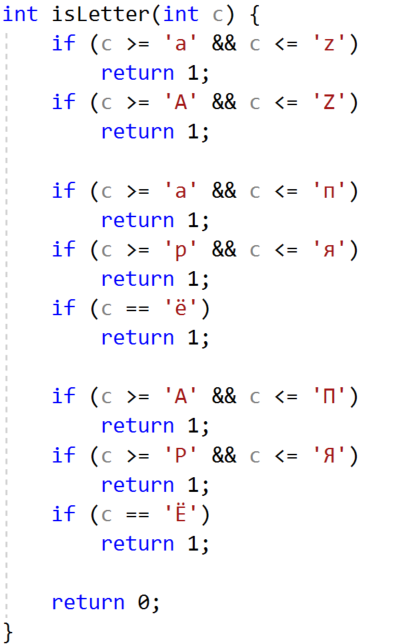 int isLetter(int c) {
if (c >= 'a' && c <= 'z')
return 1;
if (c >= 'A' && c <= 'Z')
return 1;
if (c >= 'а' && c <= 'п')
return 1;
if (c >= 'р' && c <= 'я')
return 1;
if (c == 'ё')
return 1;
if (c >= 'А' && c <= 'П')
return 1;
if (c >= 'Р' && c <= 'Я')
return 1;
if (c == 'Ё')
return 1;
return 0;
}